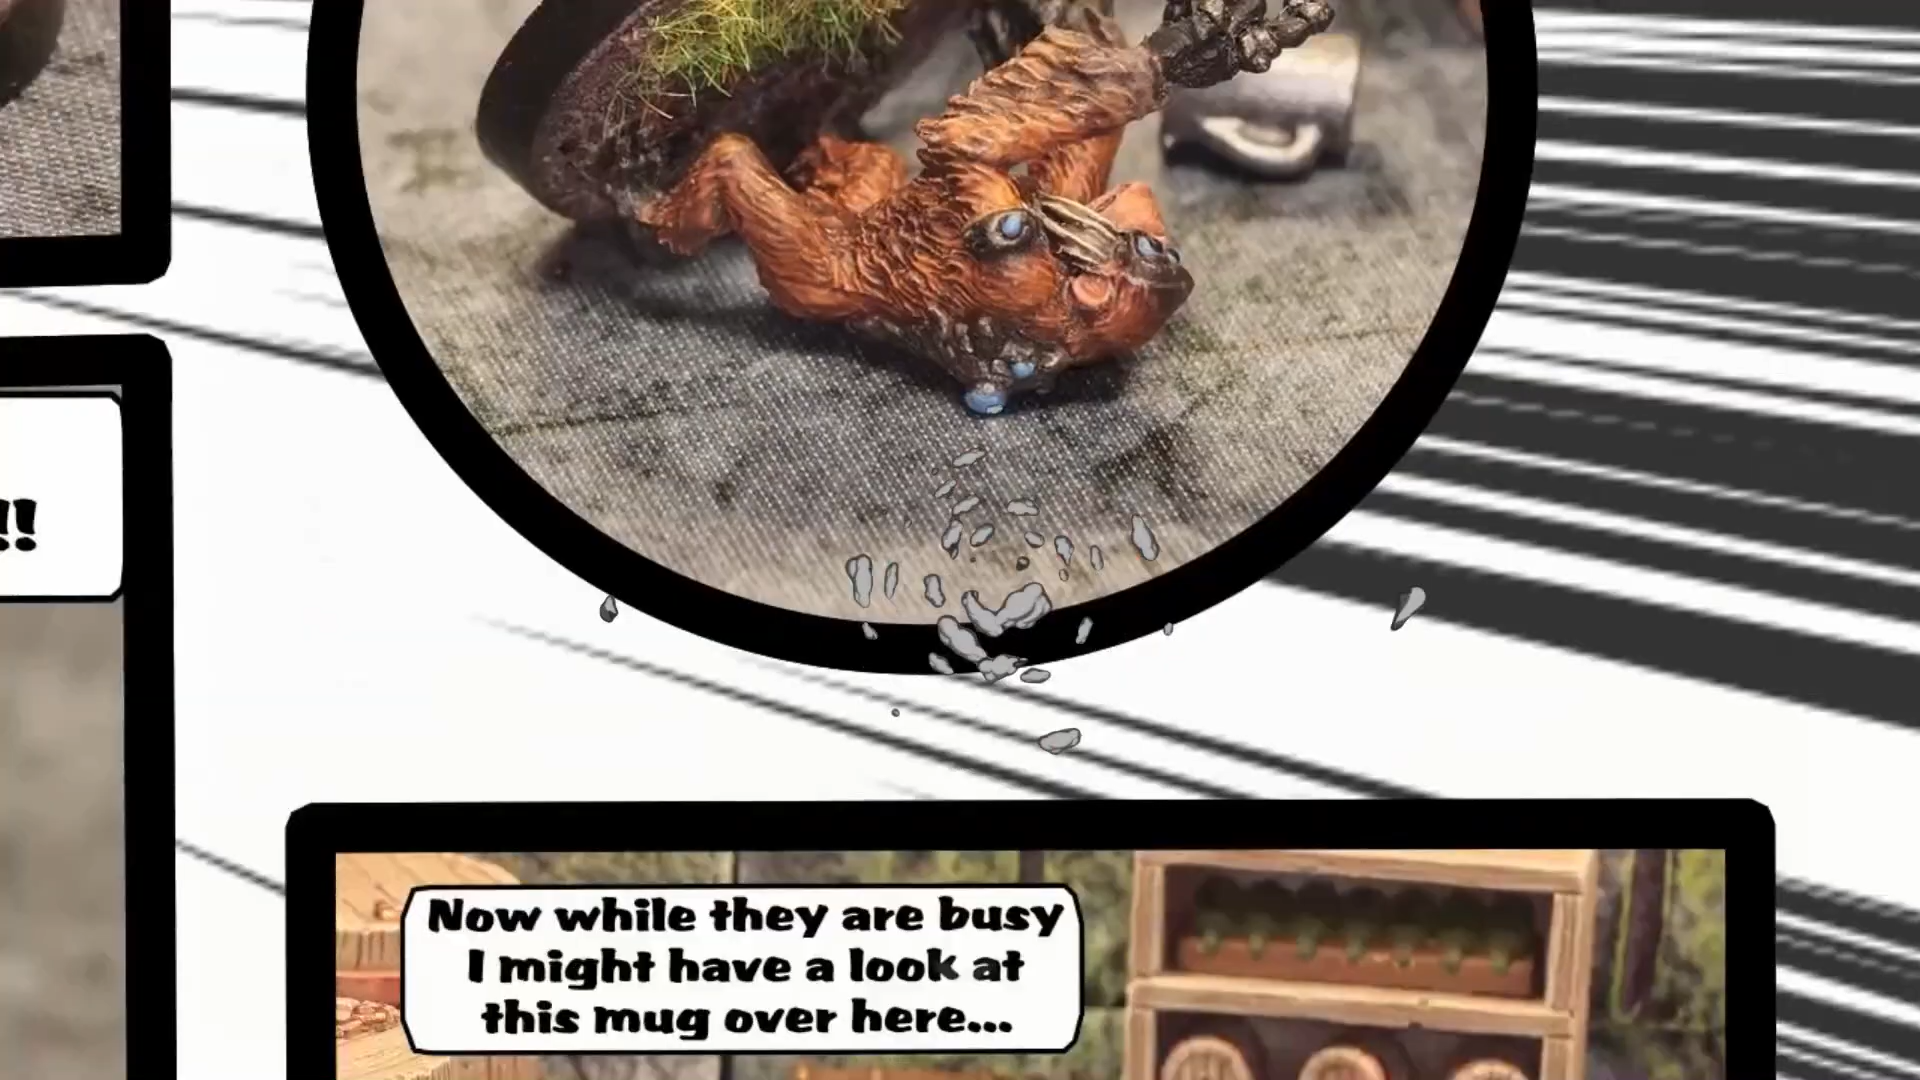 !!
Now while they are busy
I might have a look at
this mug over here...